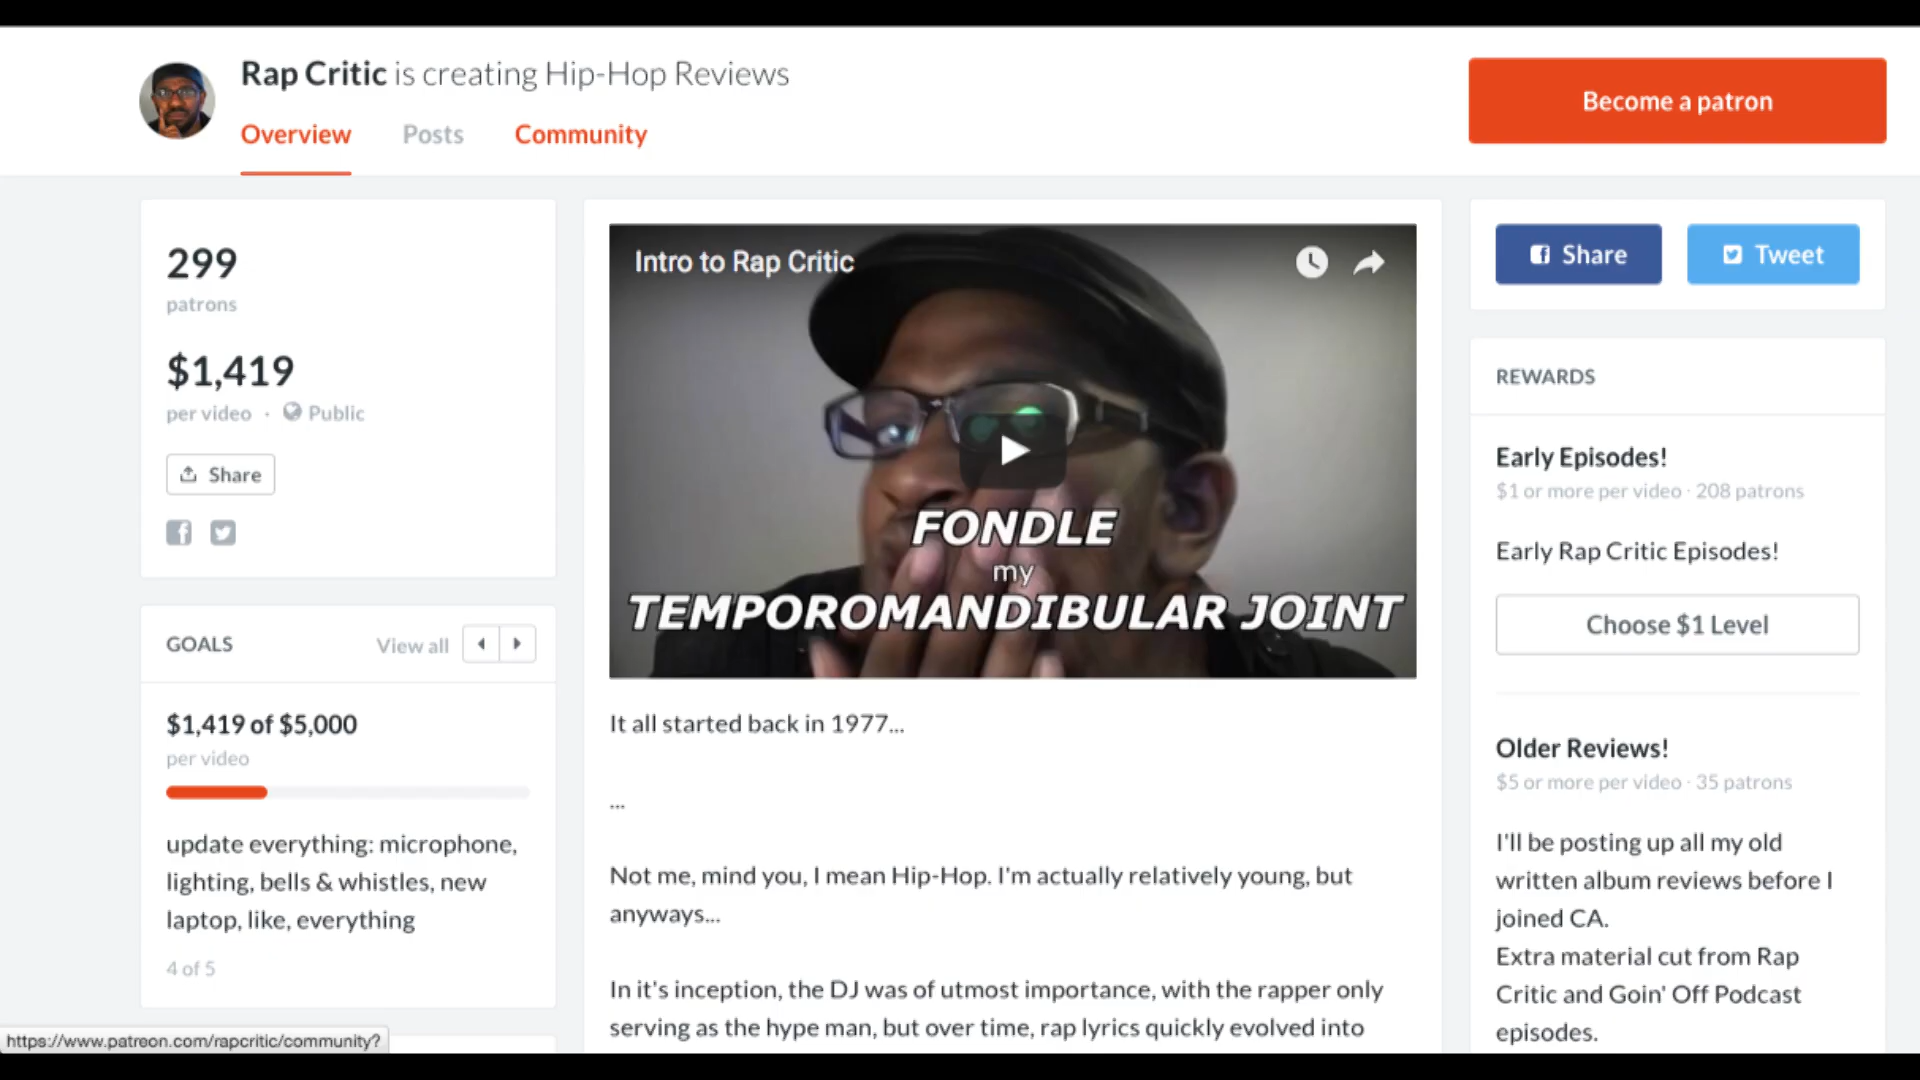 Rap Critic is creating Hip-Hop Reviews
Overview Posts Community
Become a patron
299
patrons
$1,419
per video · Public
Share
GOALS View all
$1,419 of $5,000
per video
update everything: microphone,
lighting, bells & whistles, new
laptop, like, everything
4 of 5
Intro to Rap Critic
FONDLE
my
TEMPOROMANDIBULAR JOINT
It all started back in 1977...
...
Not me, mind you, I mean Hip-Hop. I'm actually relatively young, but
anyways...
In it's inception, the DJ was of utmost importance, with the rapper only
serving as the hype man, but over time, rap lyrics quickly evolved into
Share Tweet
REWARDS
Early Episodes!
$1 or more per video · 208 patrons
Early Rap Critic Episodes!
Choose $1 Level
Older Reviews!
$5 or more per video · 35 patrons
I'll be posting up all my old
written album reviews before I
joined CA.
Extra material cut from Rap
Critic and Goin' Off Podcast
episodes.
https://www.patreon.com/rapcritic/community?